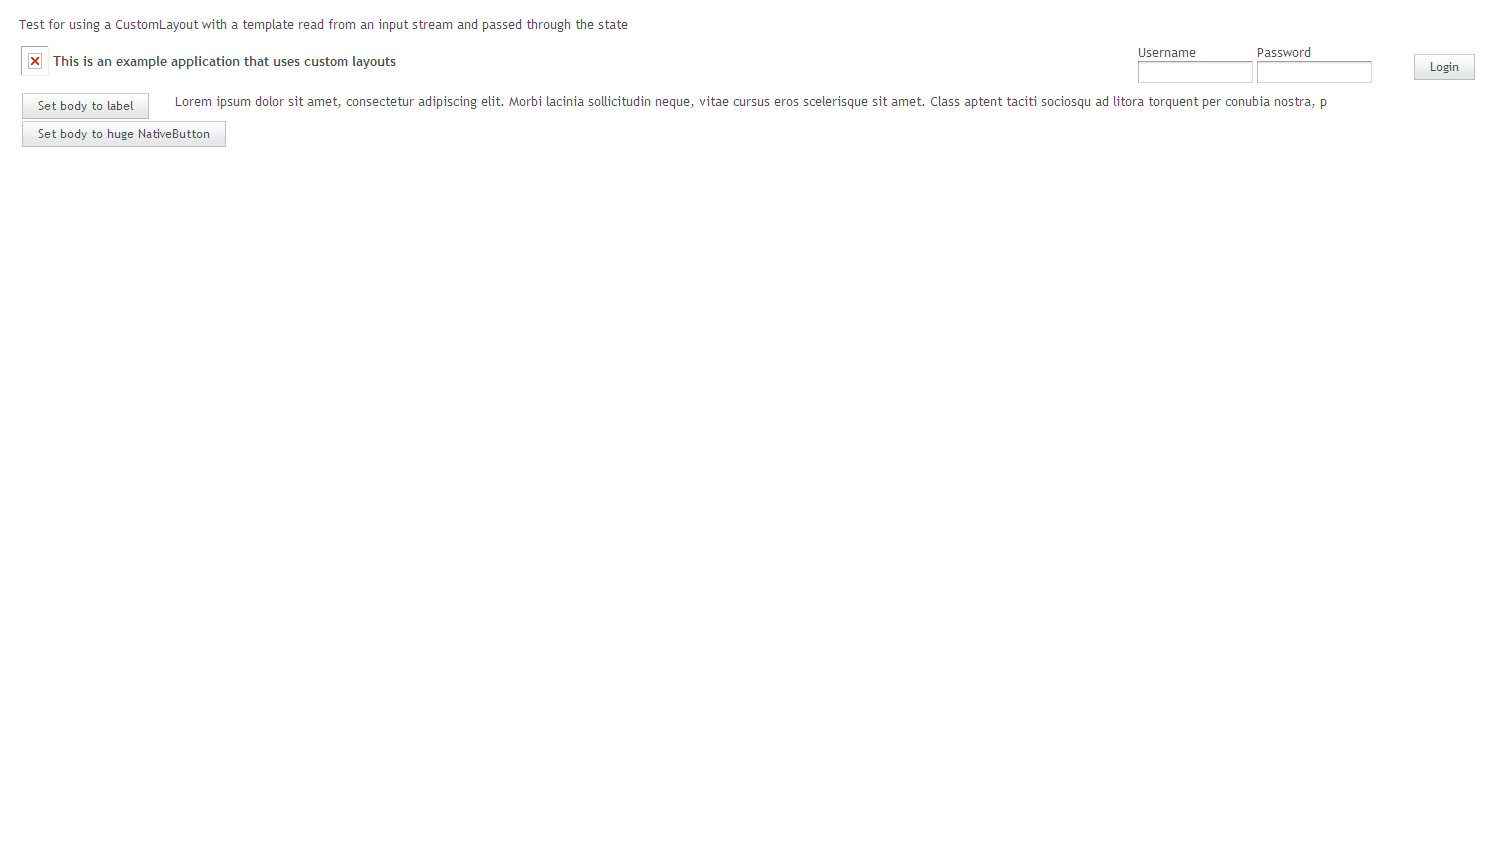 Test for using a CustomLayout with a template read from an input stream and passed through the state
This is an example application that uses custom layouts
Username Password
Login
Set body to label
Lorem ipsum dolor sit amet, consectetur adipiscing elit. Morbi lacinia sollicitudin neque, vitae cursus eros scelerisque sit amet. Class aptent taciti sociosqu ad litora torquent per conubia nostra, p
Set body to huge NativeButton